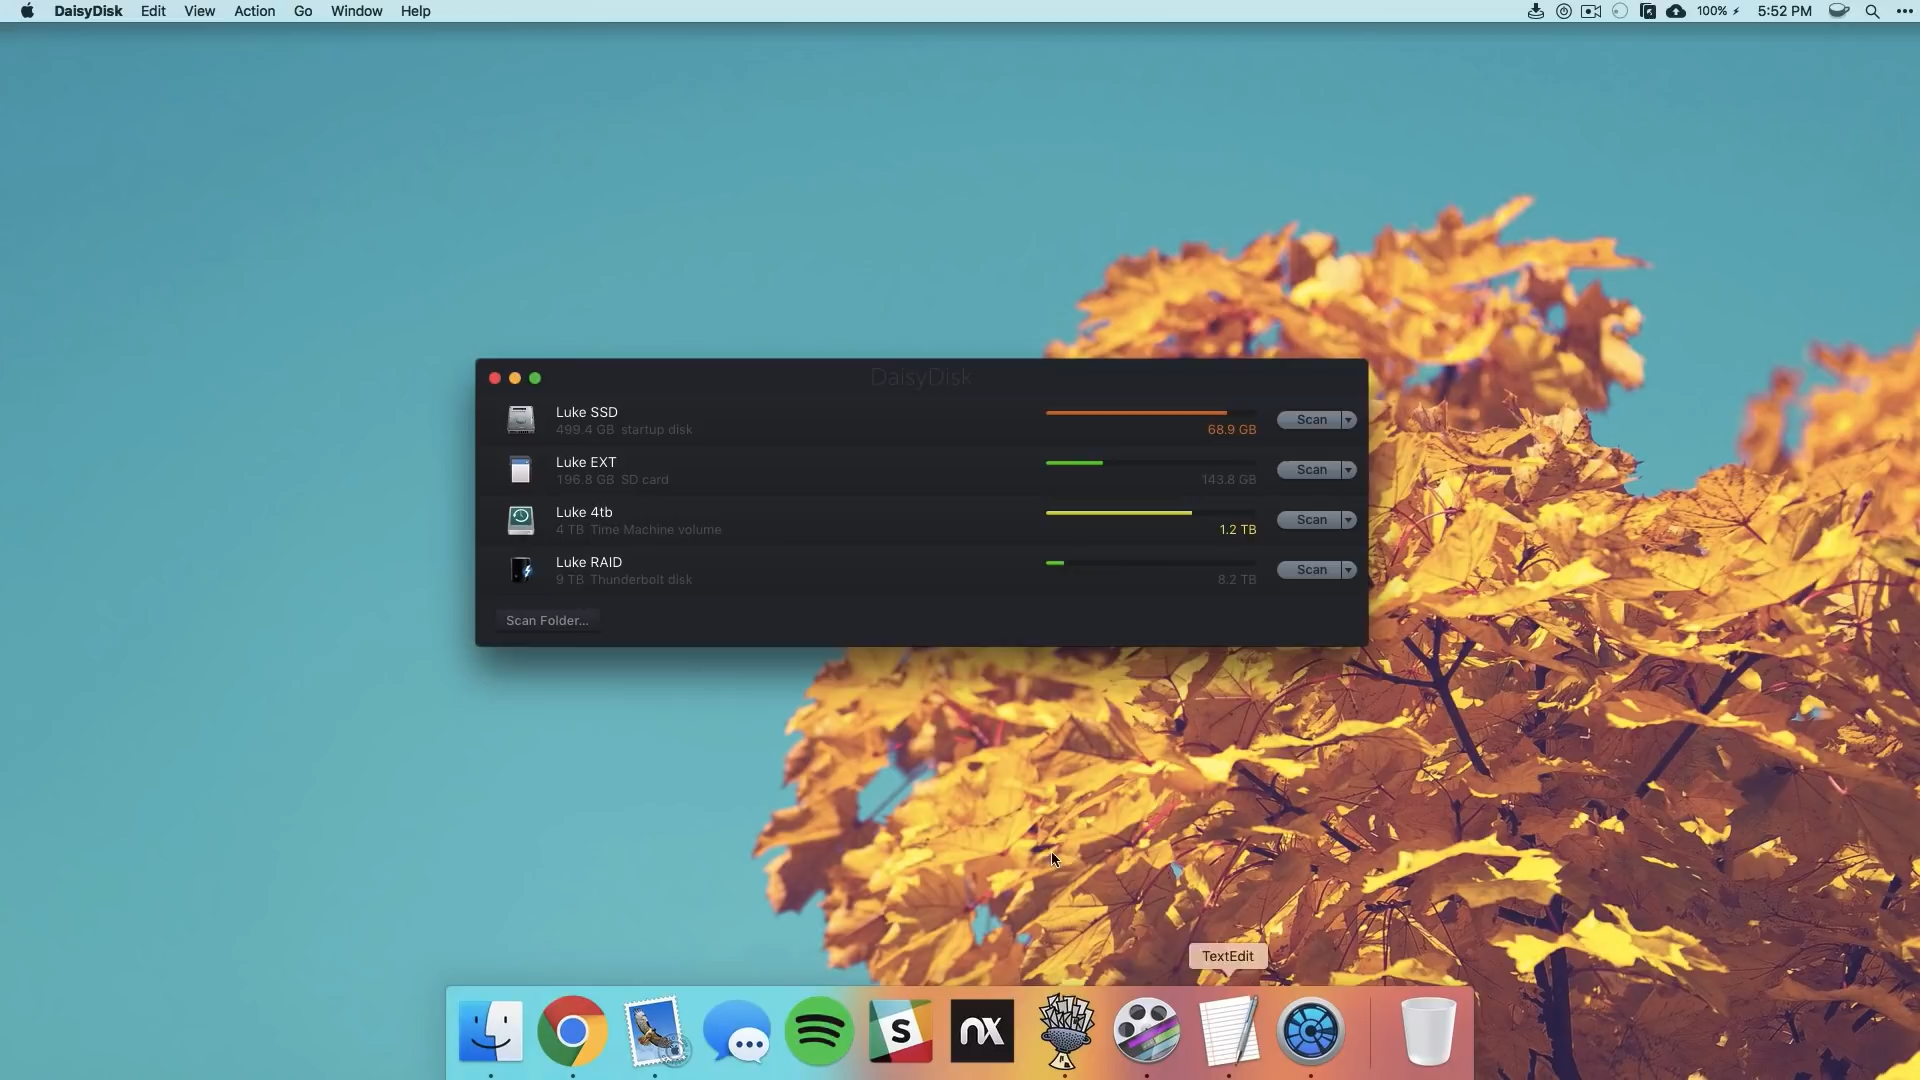 DaisyDisk Edit View Action Go Window Help 100% 5:52 PM
DaisyDisk
Luke SSD
499.4 GB startup disk
68.9 GB
Scan
Luke EXT
196.8 GB SD card
143.8 GB
Scan
Luke 4tb
4 TB Time Machine volume
1.2 TB
Scan
Luke RAID
9 TB Thunderbolt disk
8.2 TB
Scan
Scan Folder...
TextEdit
S
nx